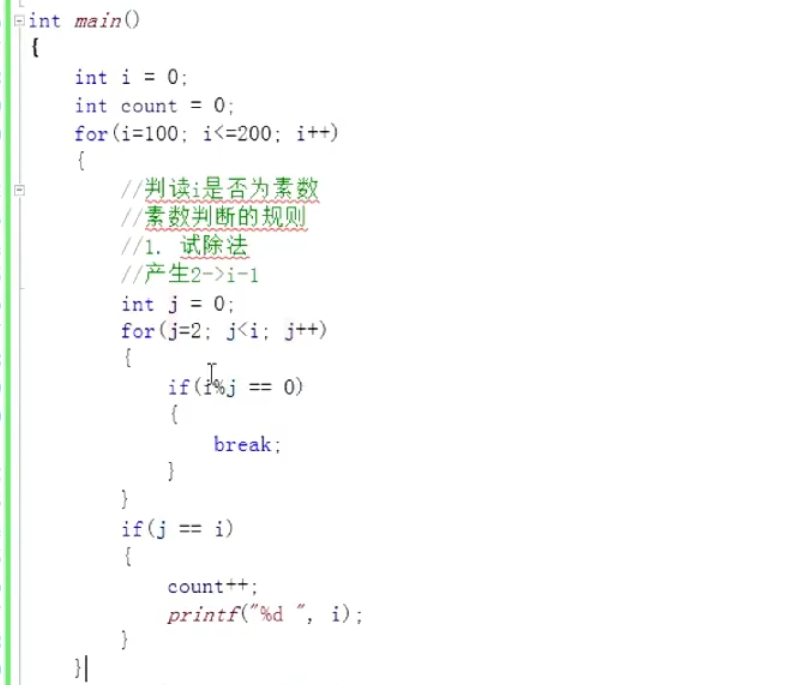 int main()
{
int i = 0;
int count = 0;
for(i=100; i<=200; i++)
{
//判读i是否为素数
//素数判断的规则
//1. 试除法
//产生2->i-1
int j = 0;
for(j=2; j<i; j++)
{
if(i%j == 0)
{
break;
}
}
if(j == i)
{
count++;
printf("%d ", i);
}
}